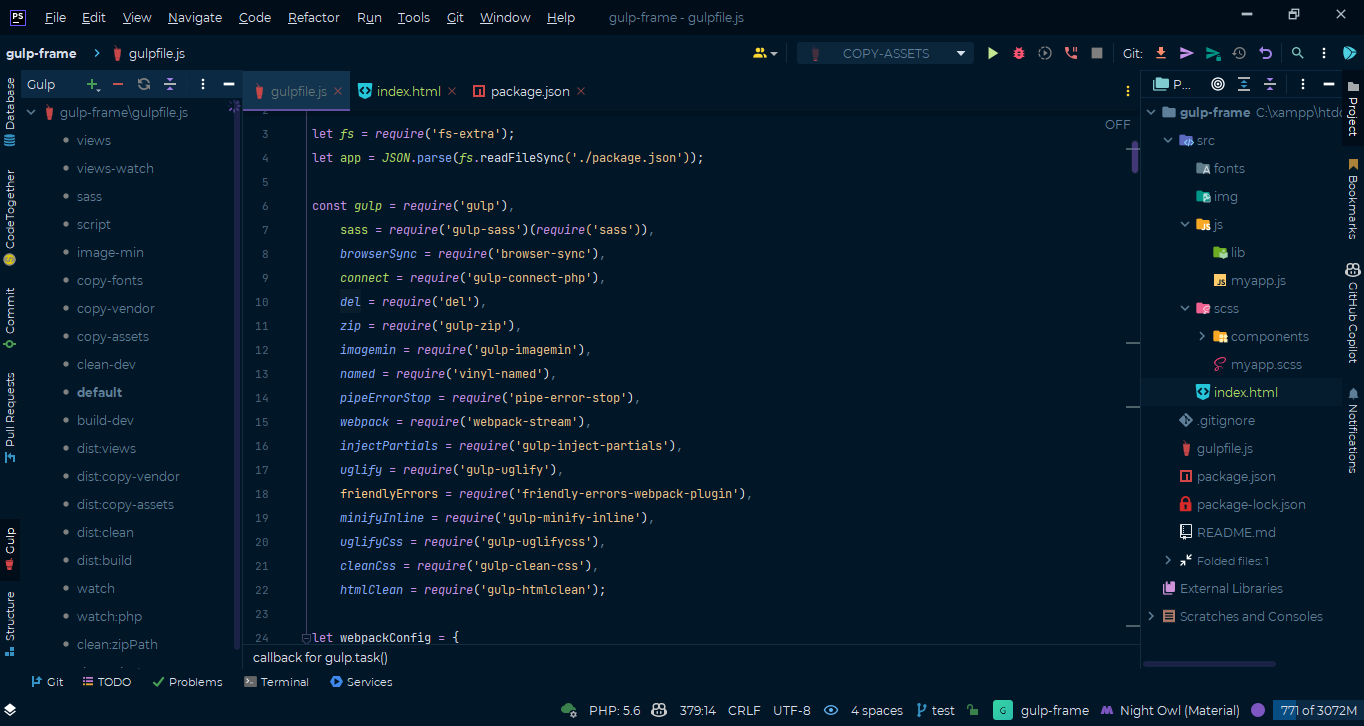 PS File Edit View Navigate Code Refactor Run Tools Git Window Help gulp-frame - gulpfile.js
gulp-frame gulpfile.js COPY-ASSETS Git:
Gulp
gulp-frame\gulpfile.js
views
views-watch
sass
script
image-min
copy-fonts
copy-vendor
copy-assets
clean-dev
default
build-dev
dist:views
dist:copy-vendor
dist:copy-assets
dist:clean
dist:build
watch
watch:php
clean:zipPath
Database
CodeTogether
Commit
Pull Requests
Gulp
Structure
gulpfile.js index.html package.json
OFF
2
3 let fs = require('fs-extra');
4 let app = JSON.parse(fs.readFileSync('./package.json'));
5
6 const gulp = require('gulp'),
7 sass = require('gulp-sass')(require('sass')),
8 browserSync = require('browser-sync'),
9 connect = require('gulp-connect-php'),
10 del = require('del'),
11 zip = require('gulp-zip'),
12 imagemin = require('gulp-imagemin'),
13 named = require('vinyl-named'),
14 pipeErrorStop = require('pipe-error-stop'),
15 webpack = require('webpack-stream'),
16 injectPartials = require('gulp-inject-partials'),
17 uglify = require('gulp-uglify'),
18 friendlyErrors = require('friendly-errors-webpack-plugin'),
19 minifyInline = require('gulp-minify-inline'),
20 uglifyCss = require('gulp-uglifycss'),
21 cleanCss = require('gulp-clean-css'),
22 htmlClean = require('gulp-htmlclean');
23
24 let webpackConfig = {
callback for gulp.task()
P...
gulp-frame C:\xampp\htdo
src
fonts
img
js
lib
myapp.js
scss
components
myapp.scss
index.html
.gitignore
gulpfile.js
package.json
package-lock.json
README.md
Folded files: 1
External Libraries
Scratches and Consoles
Project
Bookmarks
GitHub Copilot
Notifications
Git TODO Problems Terminal Services
PHP: 5.6 379:14 CRLF UTF-8 4 spaces test G gulp-frame Night Owl (Material) 771 of 3072M